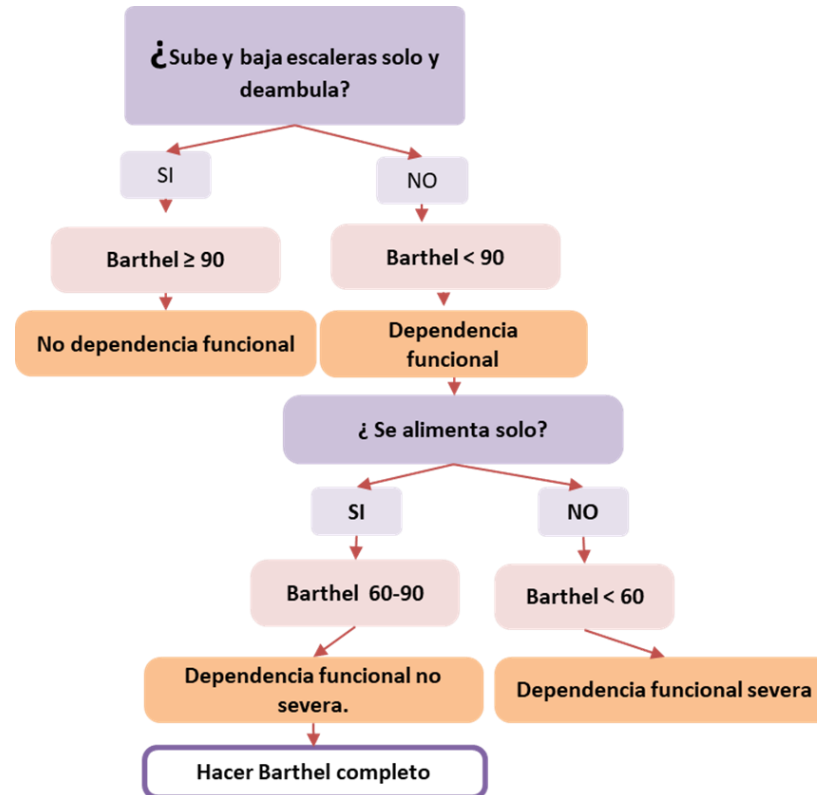 ¿Sube y baja escaleras solo y
deambula?
SI
NO
Barthel ≥ 90
Barthel < 90
No dependencia funcional
Dependencia
funcional
¿ Se alimenta solo?
SI
NO
Barthel 60-90
Barthel < 60
Dependencia funcional no
severa.
Dependencia funcional severa
Hacer Barthel completo